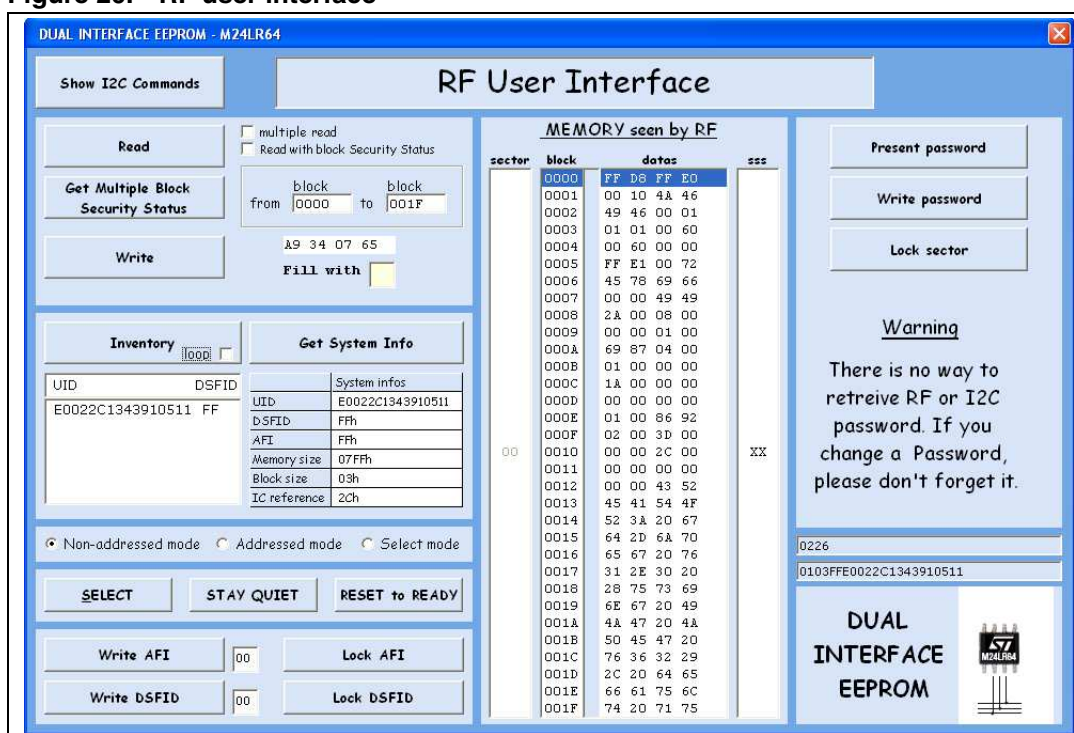 Figure 28. RF user interface
DUAL INTERFACE EEPROM - M24LR64
Show I2C Commands
RF User Interface
Read
multiple read
Read with block Security Status
Get Multiple Block
Security Status
block block
from 0000 to 001F
Write
A9 34 07 65
Fill with
Inventory loop
Get System Info
UID DSFID
E0022C1343910511 FF
System infos
UID E0022C1343910511
DSFID FFh
AFI FFh
Memory size 07FFh
Block size 03h
IC reference 2Ch
Non-addressed mode Addressed mode Select mode
SELECT STAY QUIET RESET to READY
Write AFI 00 Lock AFI
Write DSFID 00 Lock DSFID
MEMORY seen by RF
sector block datas sss
0000 FF D8 FF E0
0001 00 10 4A 46
0002 49 46 00 01
0003 01 01 00 60
0004 00 60 00 00
0005 FF E1 00 72
0006 45 78 69 66
0007 00 00 49 49
0008 2A 00 08 00
0009 00 00 01 00
000A 69 87 04 00
000B 01 00 00 00
000C 1A 00 00 00
000D 00 00 00 00
000E 01 00 86 92
000F 02 00 3D 00
00 0010 00 00 2C 00 XX
0011 00 00 00 00
0012 00 00 43 52
0013 45 41 54 4F
0014 52 3A 20 67
0015 64 2D 6A 70
0016 65 67 20 76
0017 31 2E 30 20
0018 28 75 73 69
0019 6E 67 20 49
001A 4A 47 20 4A
001B 50 45 47 20
001C 76 36 32 29
001D 2C 20 64 65
001E 66 61 75 6C
001F 74 20 71 75
Present password
Write password
Lock sector
Warning
There is no way to
retreive RF or I2C
password. If you
change a Password,
please don't forget it.
0226
0103FFE0022C1343910511
DUAL
INTERFACE
EEPROM
ST
M24LR64